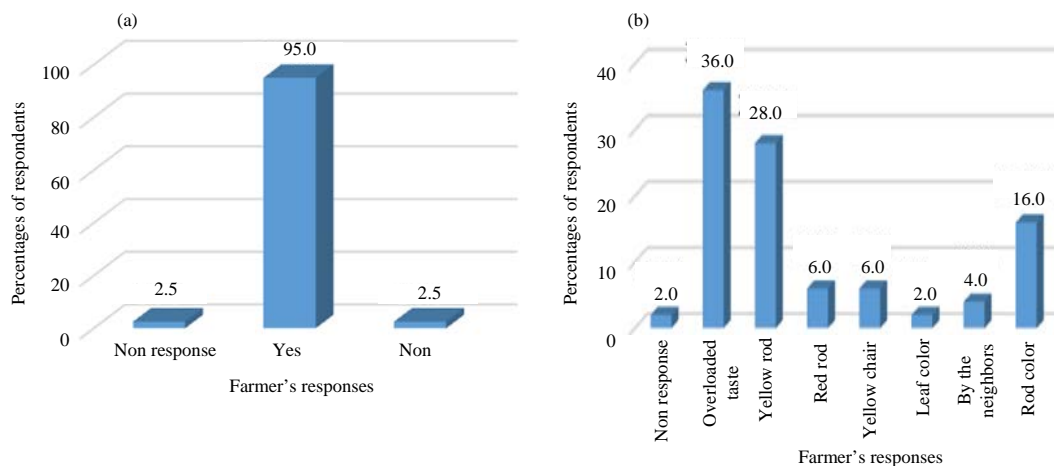 (a)
Percentages of respondents
100
80
60
40
20
0
2.5
95.0
2.5
Non response
Yes
Non
Farmer's responses
(b)
Percentages of respondents
40
30
20
10
0
2.0
36.0
28.0
6.0
6.0
2.0
4.0
16.0
Non response
Overloaded
taste
Yellow rod
Red rod
Yellow chair
Leaf color
By the
neighbors
Rod color
Farmer's responses